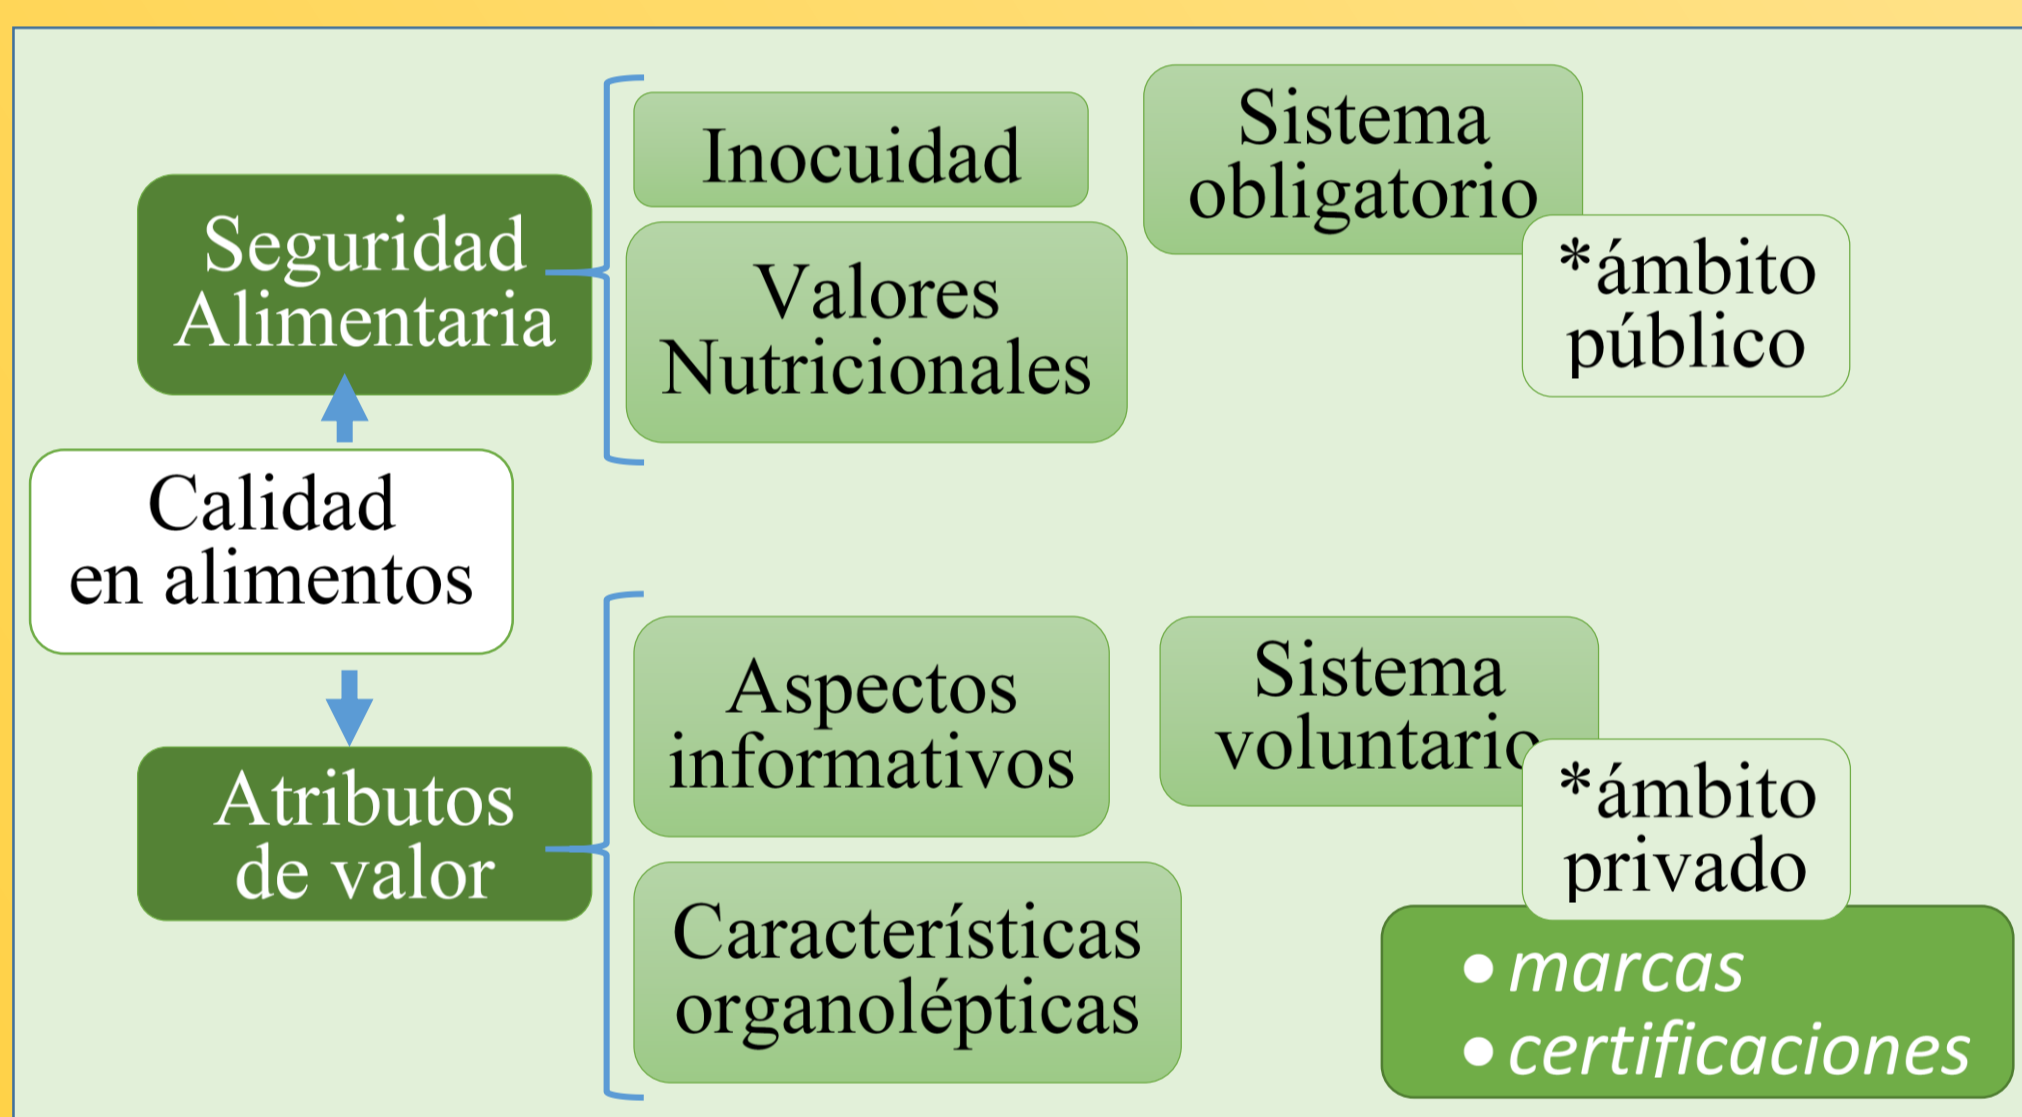 Seguridad
Alimentaria
Inocuidad
Valores
Nutricionales
Sistema
obligatorio
*ámbito
público
Calidad
en alimentos
Atributos
de valor
Aspectos
informativos
Características
organolépticas
Sistema
voluntario
*ámbito
privado
• marcas
• certificaciones